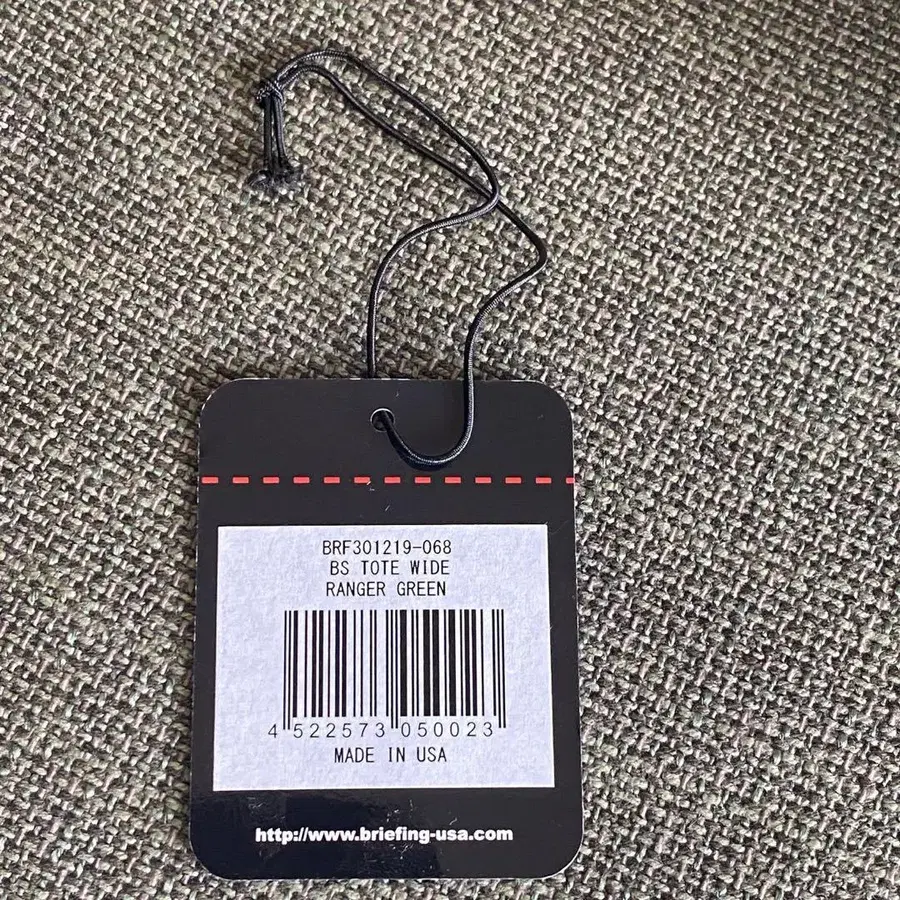 BRF301219-068
BS TOTE WIDE
RANGER GREEN
4 522573 050023
MADE IN USA
http://www.briefing-usa.com